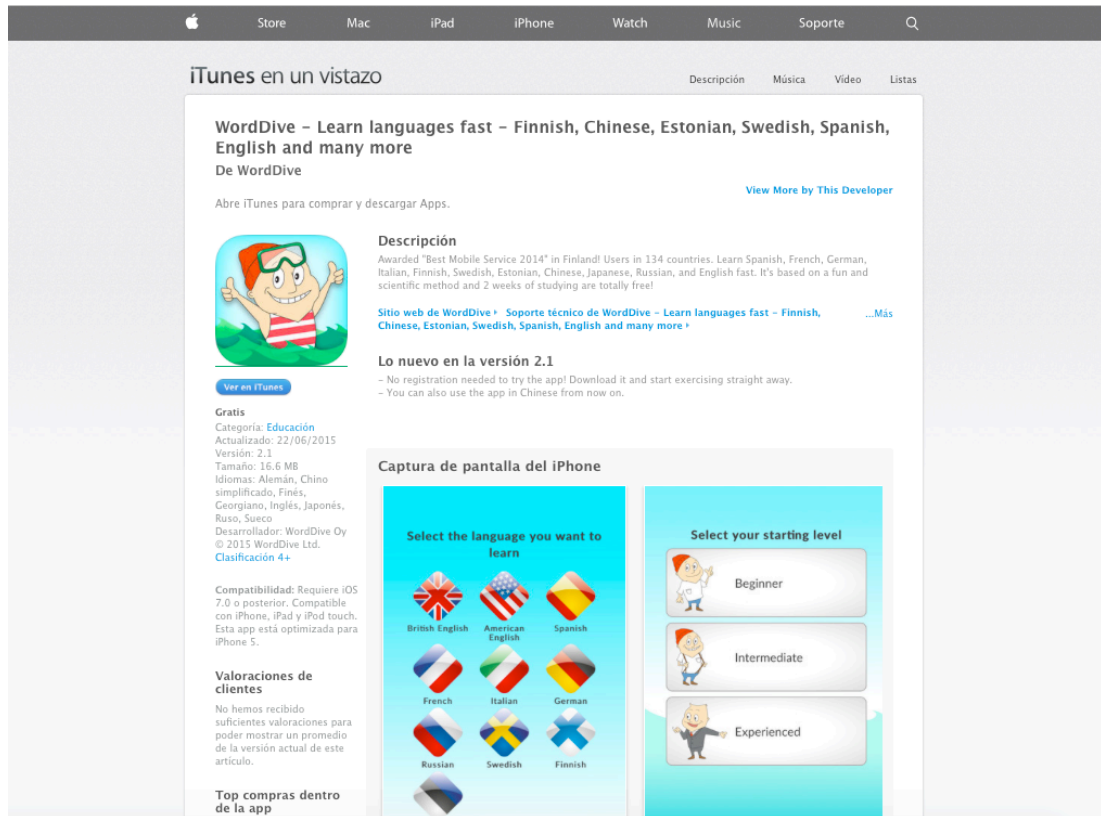 Store Mac iPad iPhone Watch Music Soporte
iTunes en un vistazo
Descripción Música Vídeo Listas
WordDive – Learn languages fast – Finnish, Chinese, Estonian, Swedish, Spanish,
English and many more
De WordDive
View More by This Developer
Abre iTunes para comprar y descargar Apps.
Descripción
Awarded "Best Mobile Service 2014" in Finland! Users in 134 countries. Learn Spanish, French, German,
Italian, Finnish, Swedish, Estonian, Chinese, Japanese, Russian, and English fast. It's based on a fun and
scientific method and 2 weeks of studying are totally free!
Sitio web de WordDive Soporte técnico de WordDive – Learn languages fast – Finnish,
Chinese, Estonian, Swedish, Spanish, English and many more
...Más
Lo nuevo en la versión 2.1
– No registration needed to try the app! Download it and start exercising straight away.
– You can also use the app in Chinese from now on.
Ver en iTunes
Gratis
Categoría: Educación
Actualizado: 22/06/2015
Versión: 2.1
Tamaño: 16.6 MB
Idiomas: Alemán, Chino
simplificado, Finés,
Georgiano, Inglés, Japonés,
Ruso, Sueco
Desarrollador: WordDive Oy
© 2015 WordDive Ltd.
Clasificación 4+
Compatibilidad: Requiere iOS
7.0 o posterior. Compatible
con iPhone, iPad y iPod touch.
Esta app está optimizada para
iPhone 5.
Valoraciones de
clientes
No hemos recibido
suficientes valoraciones para
poder mostrar un promedio
de la versión actual de este
artículo.
Top compras dentro
de la app
Captura de pantalla del iPhone
Select the language you want to
learn
British English American English Spanish
French Italian German
Russian Swedish Finnish
Select your starting level
Beginner
Intermediate
Experienced